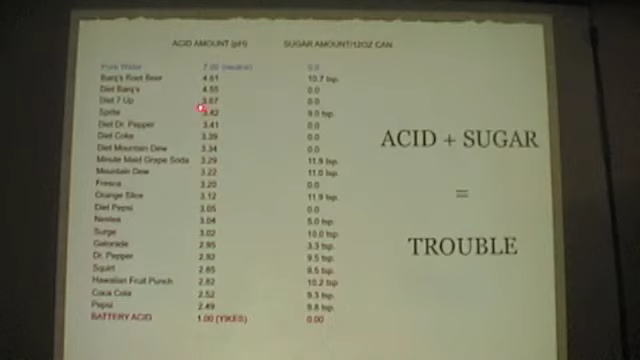 ACID AMOUNT (pH) SUGAR AMOUNT/12OZ CAN
Pure Water 7.00 (neutral) 0.0
Barq's Root Beer 4.61 10.7 tsp.
Diet Barq's 4.55 0.0
Diet 7 Up 3.67 0.0
Sprite 3.42 9.0 tsp.
Diet Dr. Pepper 3.41 0.0
Diet Coke 3.39 0.0
Diet Mountain Dew 3.34 0.0
Minute Maid Grape Soda 3.29 11.9 tsp.
Mountain Dew 3.22 11.0 tsp.
Fresca 3.20 0.0
Orange Slice 3.12 11.9 tsp.
Diet Pepsi 3.05 0.0
Nestea 3.04 5.0 tsp.
Surge 3.02 10.0 tsp.
Gatorade 2.95 3.3 tsp.
Dr. Pepper 2.92 9.5 tsp.
Squirt 2.85 9.5 tsp.
Hawaiian Fruit Punch 2.82 10.2 tsp
Coca Cola 2.52 9.3 tsp.
Pepsi 2.49 9.8 tsp.
BATTERY ACID 1.00 (YIKES) 0.00
ACID + SUGAR
=
TROUBLE